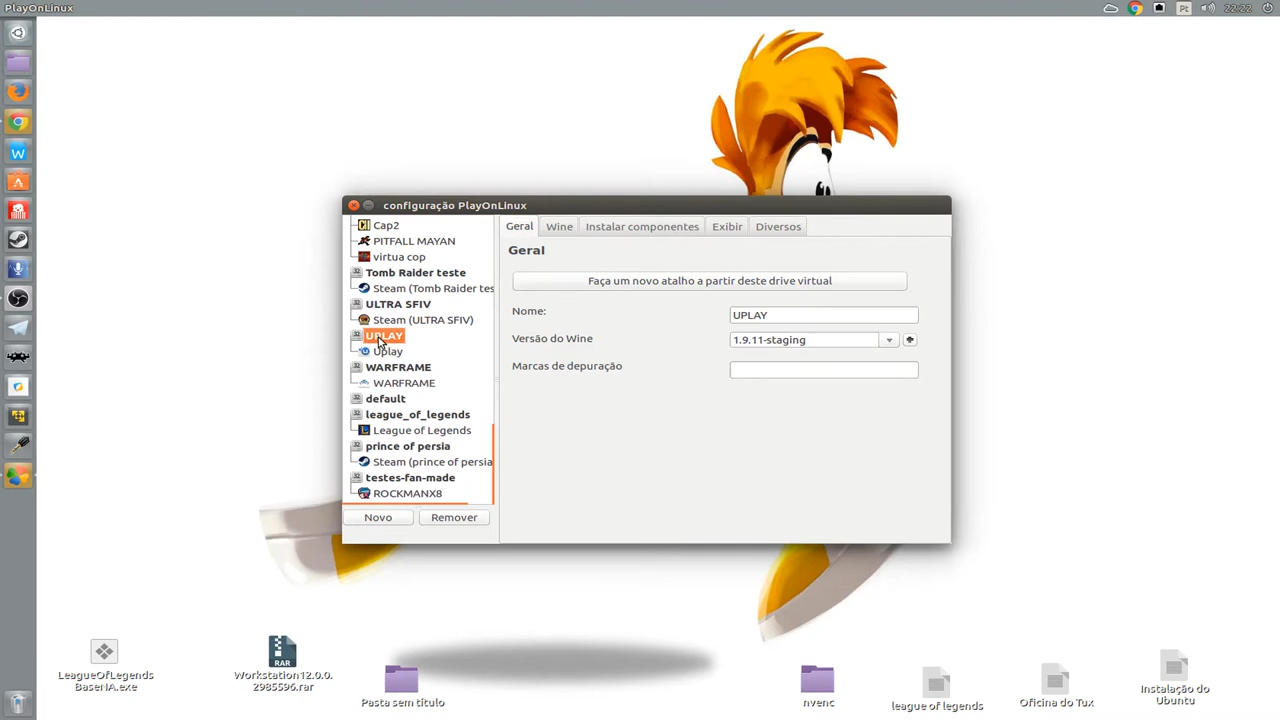 PlayOnLinux
Pt
22:22
configuração PlayOnLinux
Cap2
PITFALL MAYAN
virtua cop
Tomb Raider teste
Steam (Tomb Raider tes
ULTRA SFIV
Steam (ULTRA SFIV)
UPLAY
Uplay
WARFRAME
WARFRAME
default
league_of_legends
League of Legends
prince of persia
Steam (prince of persia
testes-fan-made
ROCKMANX8
Novo
Remover
Geral
Wine
Instalar componentes
Exibir
Diversos
Geral
Faça um novo atalho a partir deste drive virtual
Nome:
UPLAY
Versão do Wine
1.9.11-staging
Marcas de depuração
LeagueOfLegends
BaseNA.exe
RAR
Workstation12.0.0.
2985596.rar
Pasta sem título
nvenc
league of legends
Oficina do Tux
Instalação do
Ubuntu